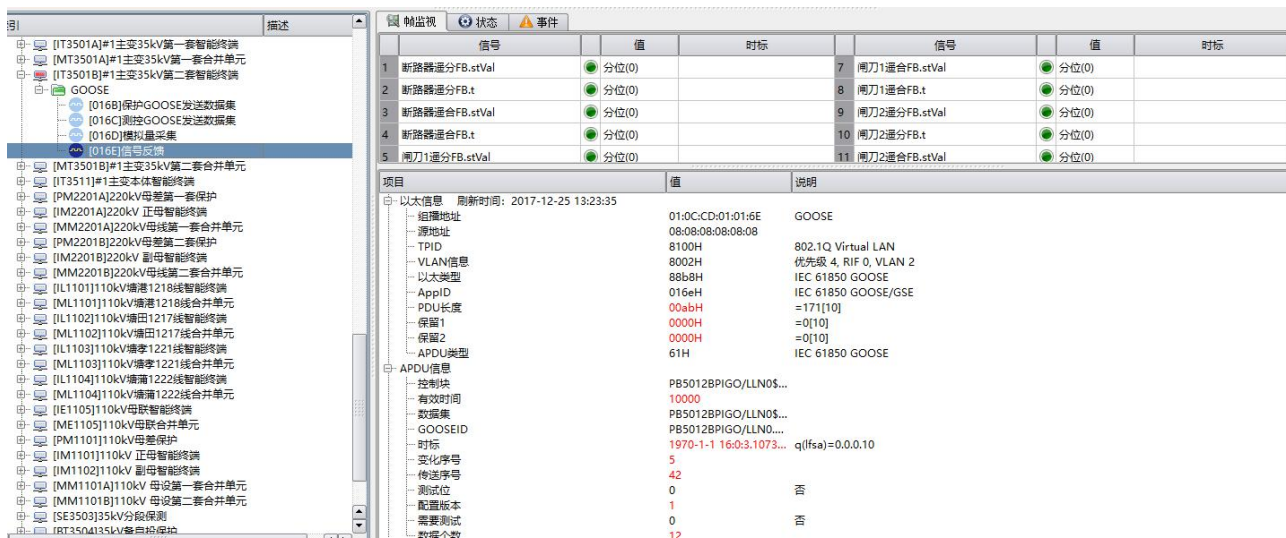 索引 描述
[IT3501A]#1主变35kV第一套智能终端
[MT3501A]#1主变35kV第一套合并单元
[IT3501B]#1主变35kV第二套智能终端
GOOSE
[016B]保护GOOSE发送数据集
[016C]测控GOOSE发送数据集
[016D]模拟量采集
[016E]信号反馈
[MT3501B]#1主变35kV第二套合并单元
[IT3511]#1主变本体智能终端
[PM2201A]220kV母差第一套保护
[IM2201A]220kV 正母智能终端
[MM2201A]220kV母线第一套合并单元
[PM2201B]220kV母差第二套保护
[IM2201B]220kV 副母智能终端
[MM2201B]220kV母线第二套合并单元
[IL1101]110kV塘港1218线智能终端
[ML1101]110kV塘港1218线合并单元
[IL1102]110kV塘田1217线智能终端
[ML1102]110kV塘田1217线合并单元
[IL1103]110kV塘孝1221线智能终端
[ML1103]110kV塘孝1221线合并单元
[IL1104]110kV塘蒲1222线智能终端
[ML1104]110kV塘蒲1222线合并单元
[IE1105]110kV母联智能终端
[ME1105]110kV母联合并单元
[PM1101]110kV母差保护
[IM1101]110kV 正母智能终端
[IM1102]110kV 副母智能终端
[MM1101A]110kV 母设第一套合并单元
[MM1101B]110kV 母设第二套合并单元
[SE3503]35kV分段保测
[BT3504]35kV备自投保护
帧监视 状态 事件
信号 值 时标 信号 值 时标
1 断路器遥分FB.stVal 分位(0) 7 闸刀1遥合FB.stVal 分位(0)
2 断路器遥分FB.t 分位(0) 8 闸刀1遥合FB.t 分位(0)
3 断路器遥合FB.stVal 分位(0) 9 闸刀2遥分FB.stVal 分位(0)
4 断路器遥合FB.t 分位(0) 10 闸刀2遥分FB.t 分位(0)
5 闸刀1遥分FB.stVal 分位(0) 11 闸刀2遥合FB.stVal 分位(0)
项目 值 说明
以太信息 刷新时间：2017-12-25 13:23:35
组播地址 01:0C:CD:01:01:6E GOOSE
源地址 08:08:08:08:08:08
TPID 8100H 802.1Q Virtual LAN
VLAN信息 8002H 优先级 4, RIF 0, VLAN 2
以太类型 88b8H IEC 61850 GOOSE
AppID 016eH IEC 61850 GOOSE/GSE
PDU长度 00abH =171[10]
保留1 0000H =0[10]
保留2 0000H =0[10]
APDU类型 61H IEC 61850 GOOSE
APDU信息
控制块 PB5012BPIGO/LLN0$...
有效时间 10000
数据集 PB5012BPIGO/LLN0$...
GOOSEID PB5012BPIGO/LLN0....
时标 1970-1-1 16:0:3.1073... q(lfsa)=0.0.0.10
变化序号 5
传送序号 42
测试位 0 否
配置版本 1
需要测试 0 否
数据个数 12